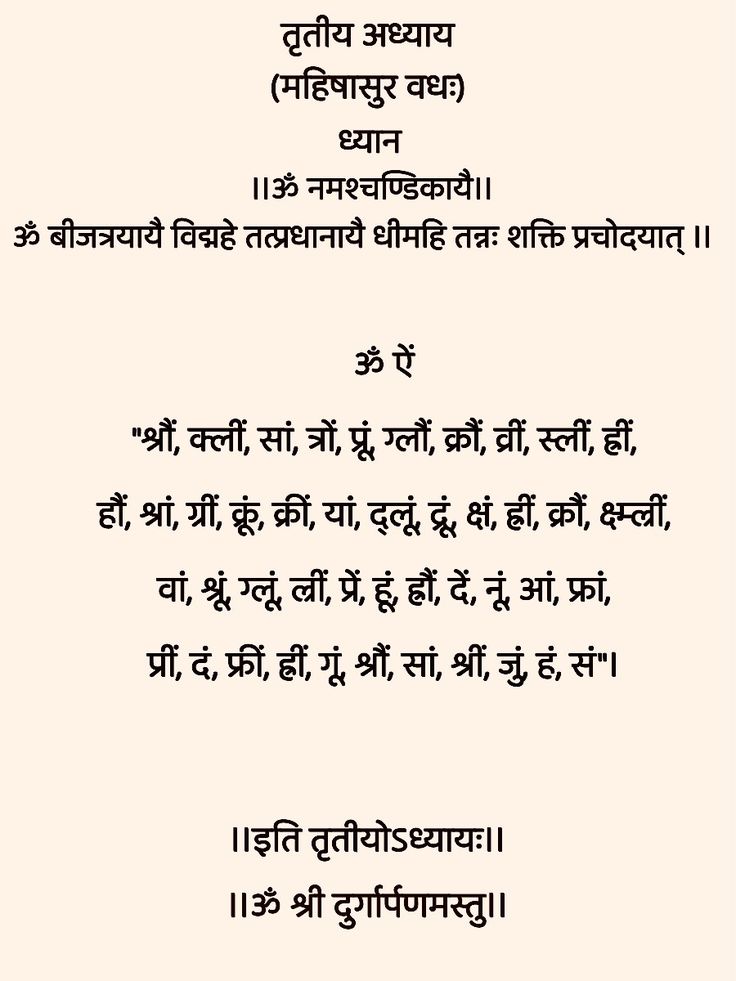 तृतीय अध्याय
(महिषासुर वधः)
ध्यान
।।ॐ नमश्चण्डिकायै।।
ॐ बीजत्रयायै विद्महे तत्प्रधानायै धीमहि तन्नः शक्ति प्रचोदयात् ।।
ॐ ऐं
"श्रौं, क्लीं, सां, त्रों, प्रूं, ग्लौं, क्रौं, व्रीं, स्लीं, ह्रीं,
हौं, श्रां, ग्रीं, क्रूं, क्रीं, यां, द्लूं, द्रूं, क्षं, ह्रीं, क्रौं, क्ष्म्ल्रीं,
वां, श्रूं, ग्लूं, ल्रीं, प्रें, हूं, ह्रौं, दें, नूं, आं, फ्रां,
प्रीं, दं, फ्रीं, ह्रीं, गूं, श्रौं, सां, श्रीं, जुं, हं, सं"।
।।इति तृतीयोऽध्यायः।।
।।ॐ श्री दुर्गार्पणमस्तु।।